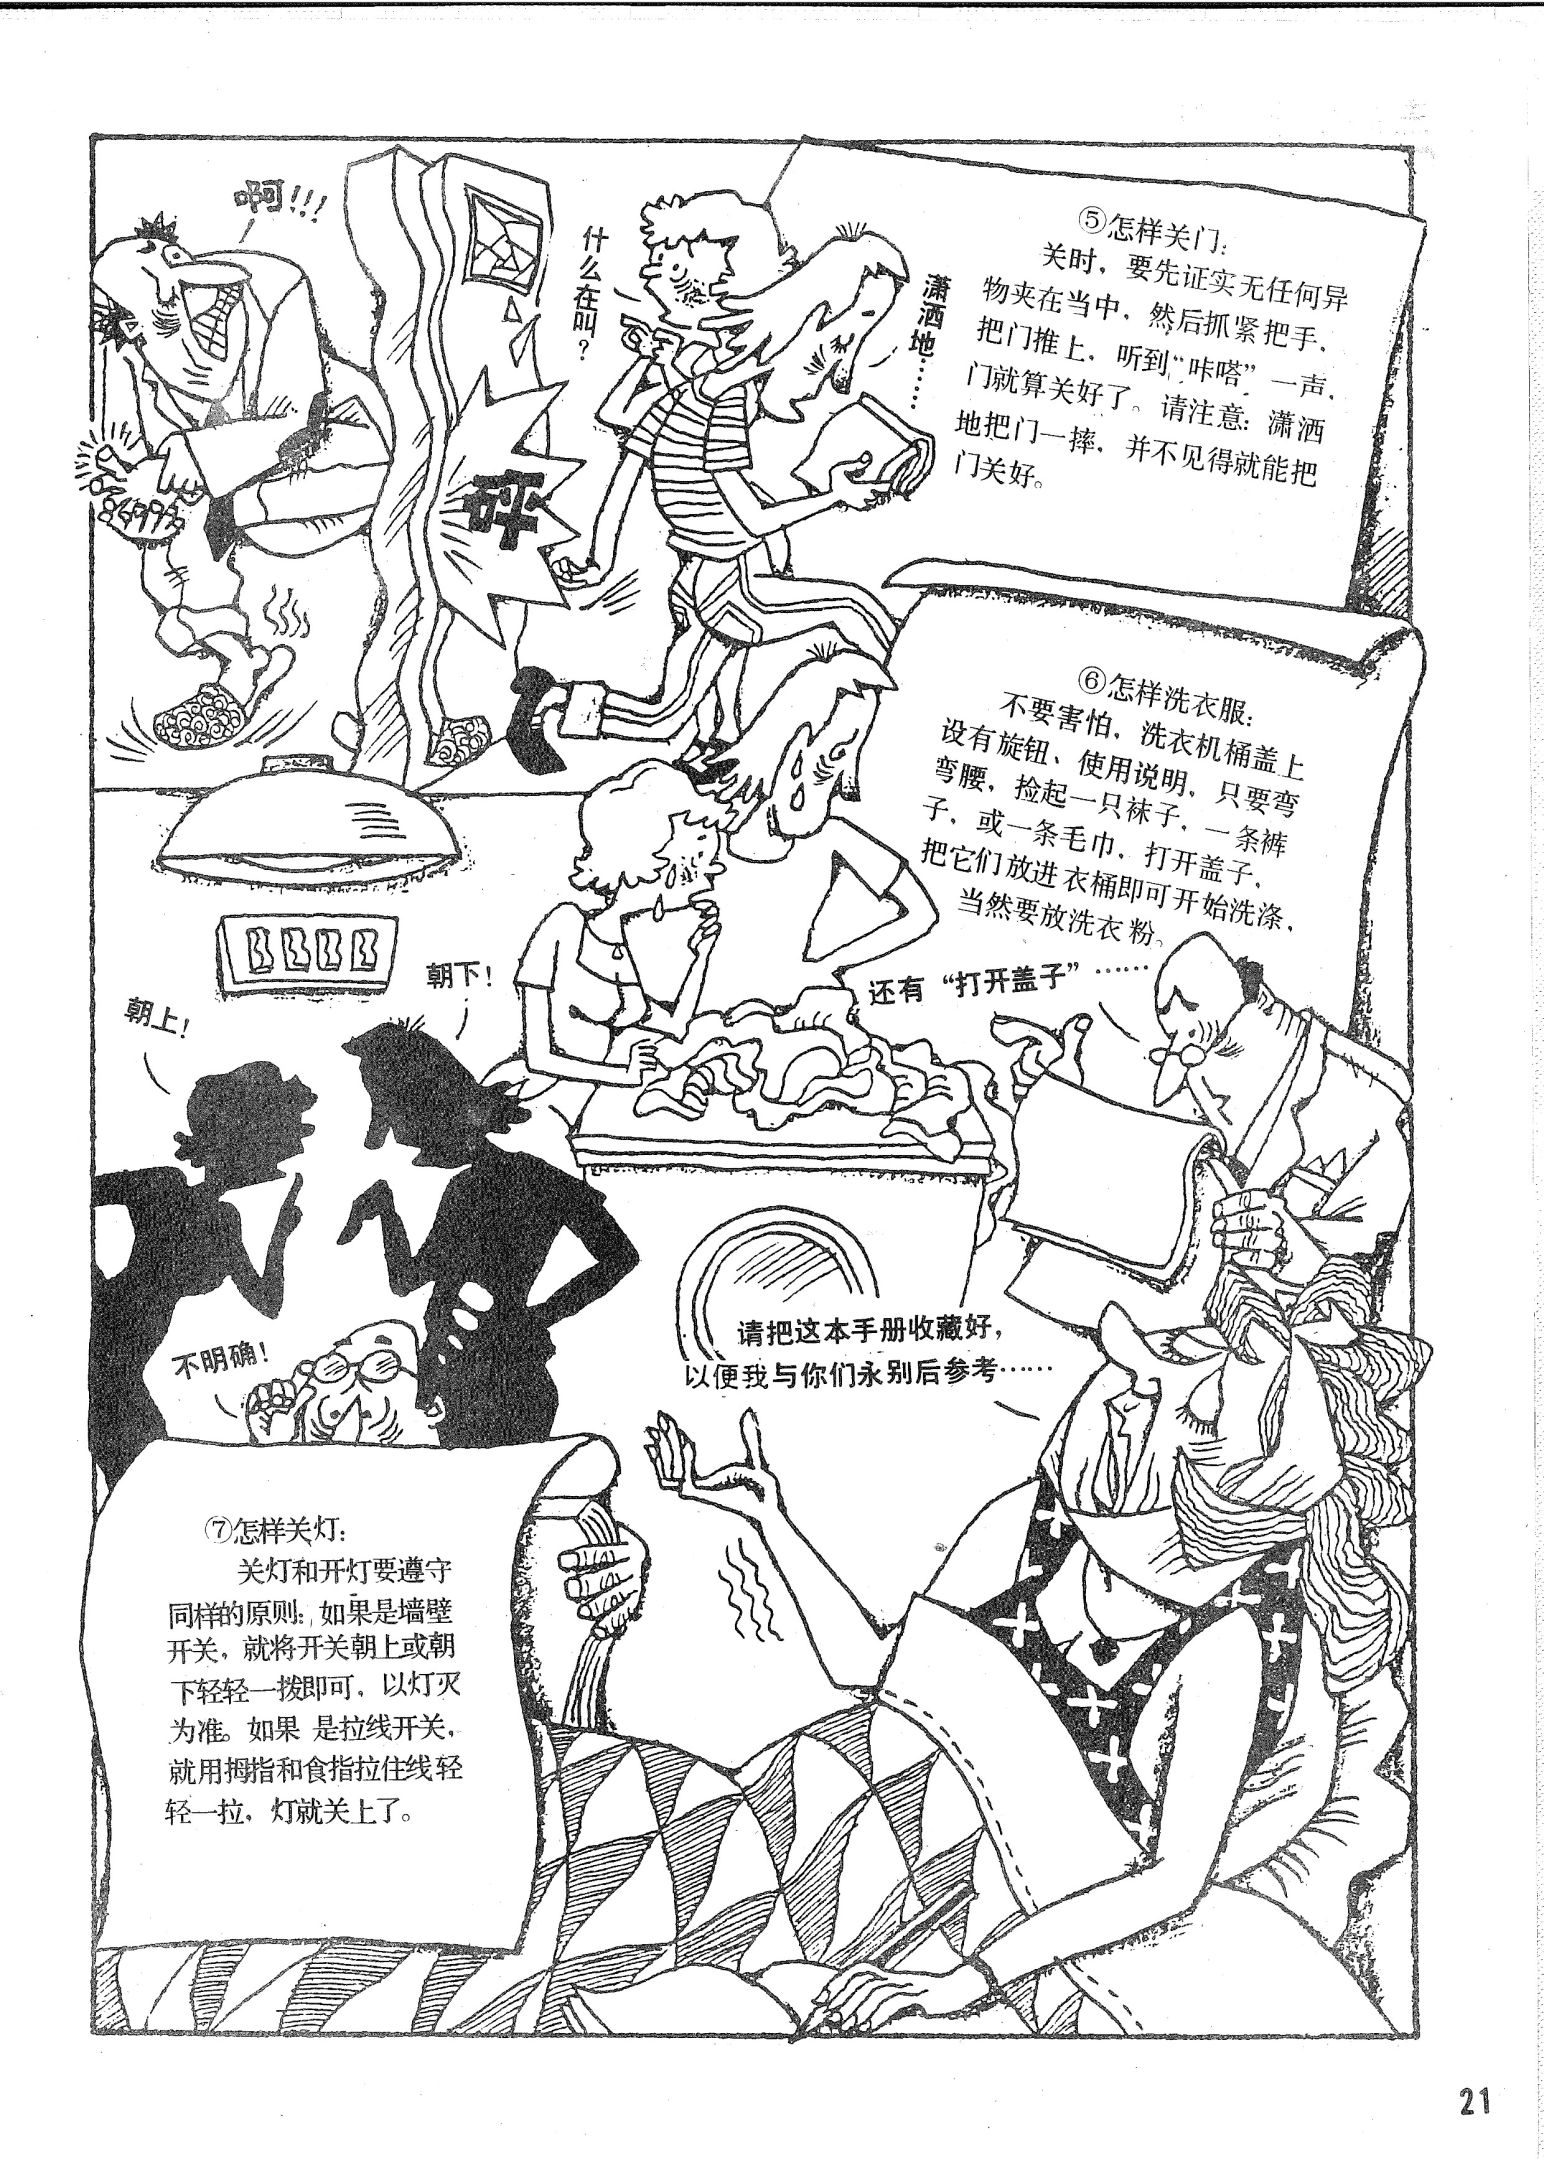 啊!!!
什么在叫?
潇洒地……
咕
⑤怎样关门:
关时，要先证实无任何异
物夹在当中，然后抓紧把手，
把门推上，听到“咔嗒”一声，
门就算关好了。请注意：潇洒
地把门一摔，并不见得就能把
门关好。
⑥怎样洗衣服:
不要害怕，洗衣机桶盖上
设有旋钮、使用说明，只要弯
弯腰，捡起一只袜子，一条裤
子，或一条毛巾，打开盖子，
把它们放进衣桶即可开始洗涤，
当然要放洗衣粉。
还有“打开盖子”……
朝上!
朝下!
不明确!
请把这本手册收藏好，
以便我与你们永别后参考……
⑦怎样关灯:
关灯和开灯要遵守
同样的原则：如果是墙壁
开关，就将开关朝上或朝
下轻轻一拨即可，以灯灭
为准。如果 是拉线开关，
就用拇指和食指拉住线轻
轻一拉，灯就关上了。
21